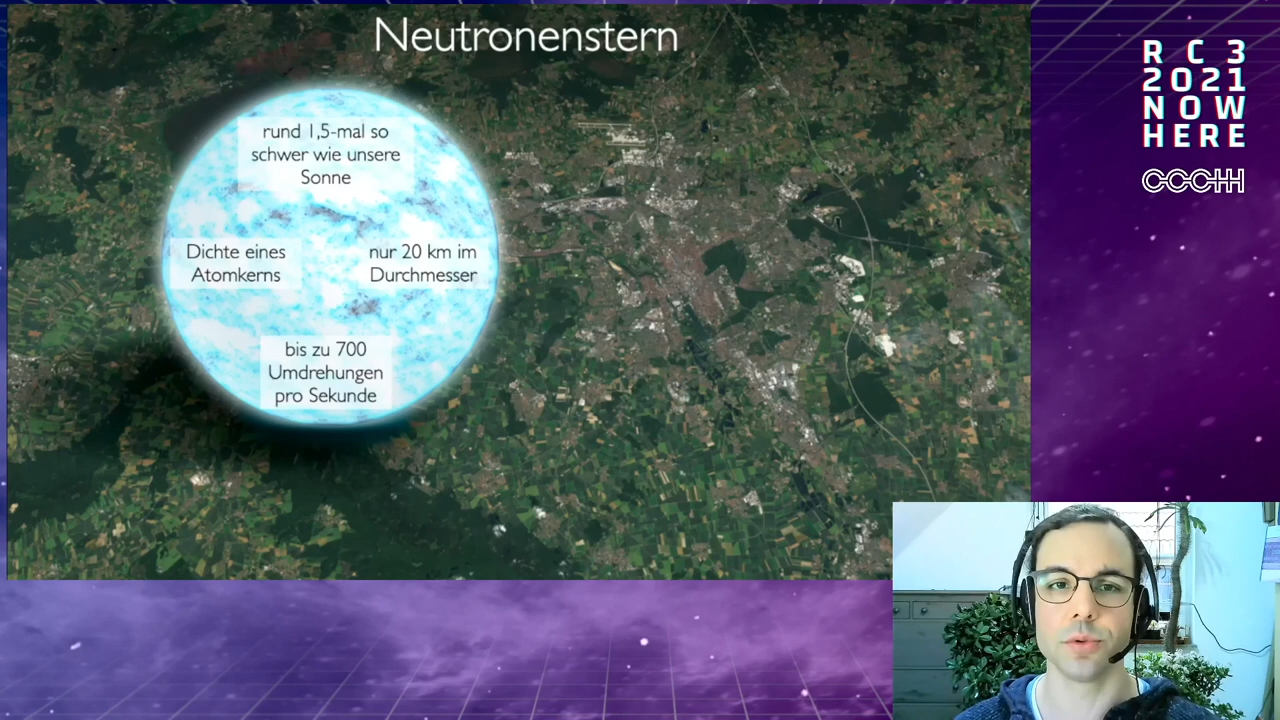 Neutronenstern
rund 1,5-mal so
schwer wie unsere
Sonne
Dichte eines
Atomkerns
nur 20 km im
Durchmesser
bis zu 700
Umdrehungen
pro Sekunde
R C 3
2021
N O W
H E R E
CCCHH